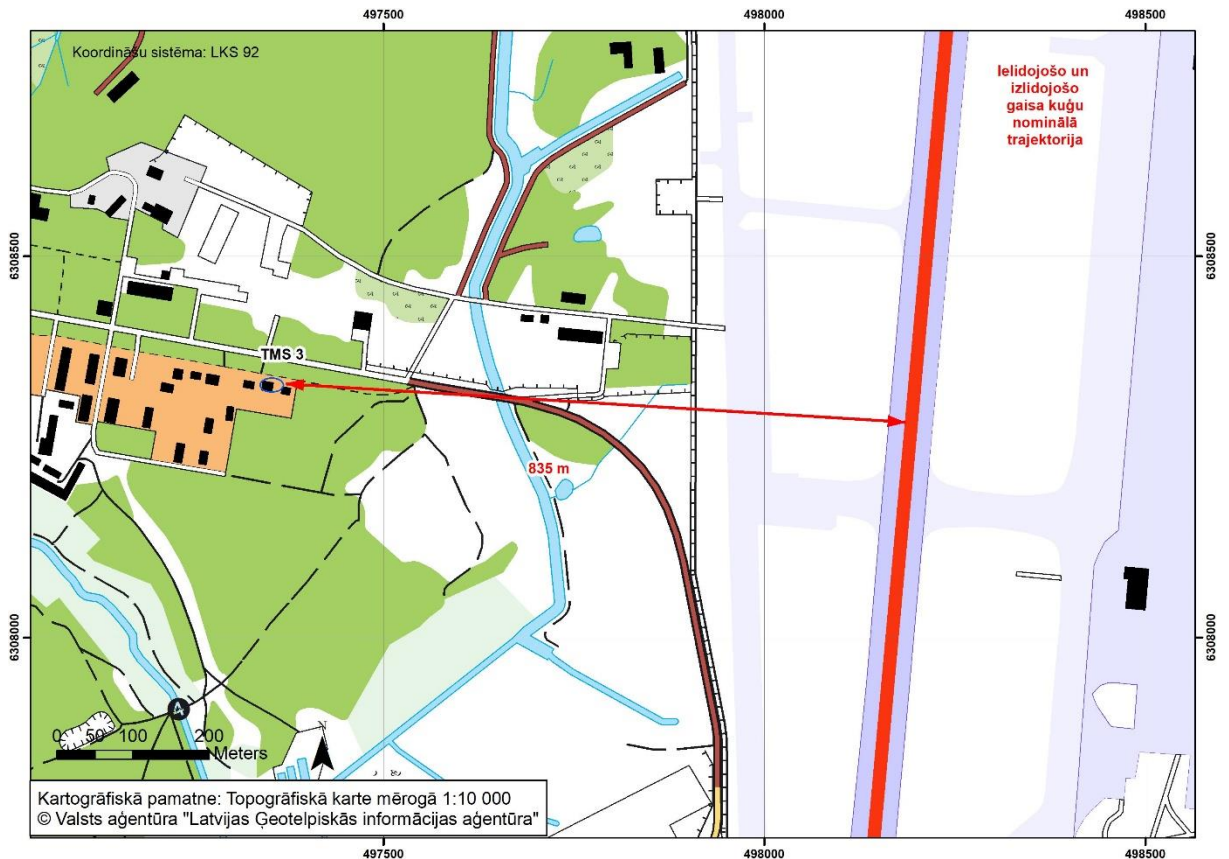 497500
498000
498500
Koordināšu sistēma: LKS 92
Ielidojošo un
izlidojošo
gaisa kuģu
nominālā
trajektorija
6308500
6308500
TMS 3
835 m
6308000
6308000
N
0 50 100 200
Meters
Kartogrāfiskā pamatne: Topogrāfiskā karte mērogā 1:10 000
© Valsts aģentūra "Latvijas Ģeotelpiskās informācijas aģentūra"
497500
498000
498500